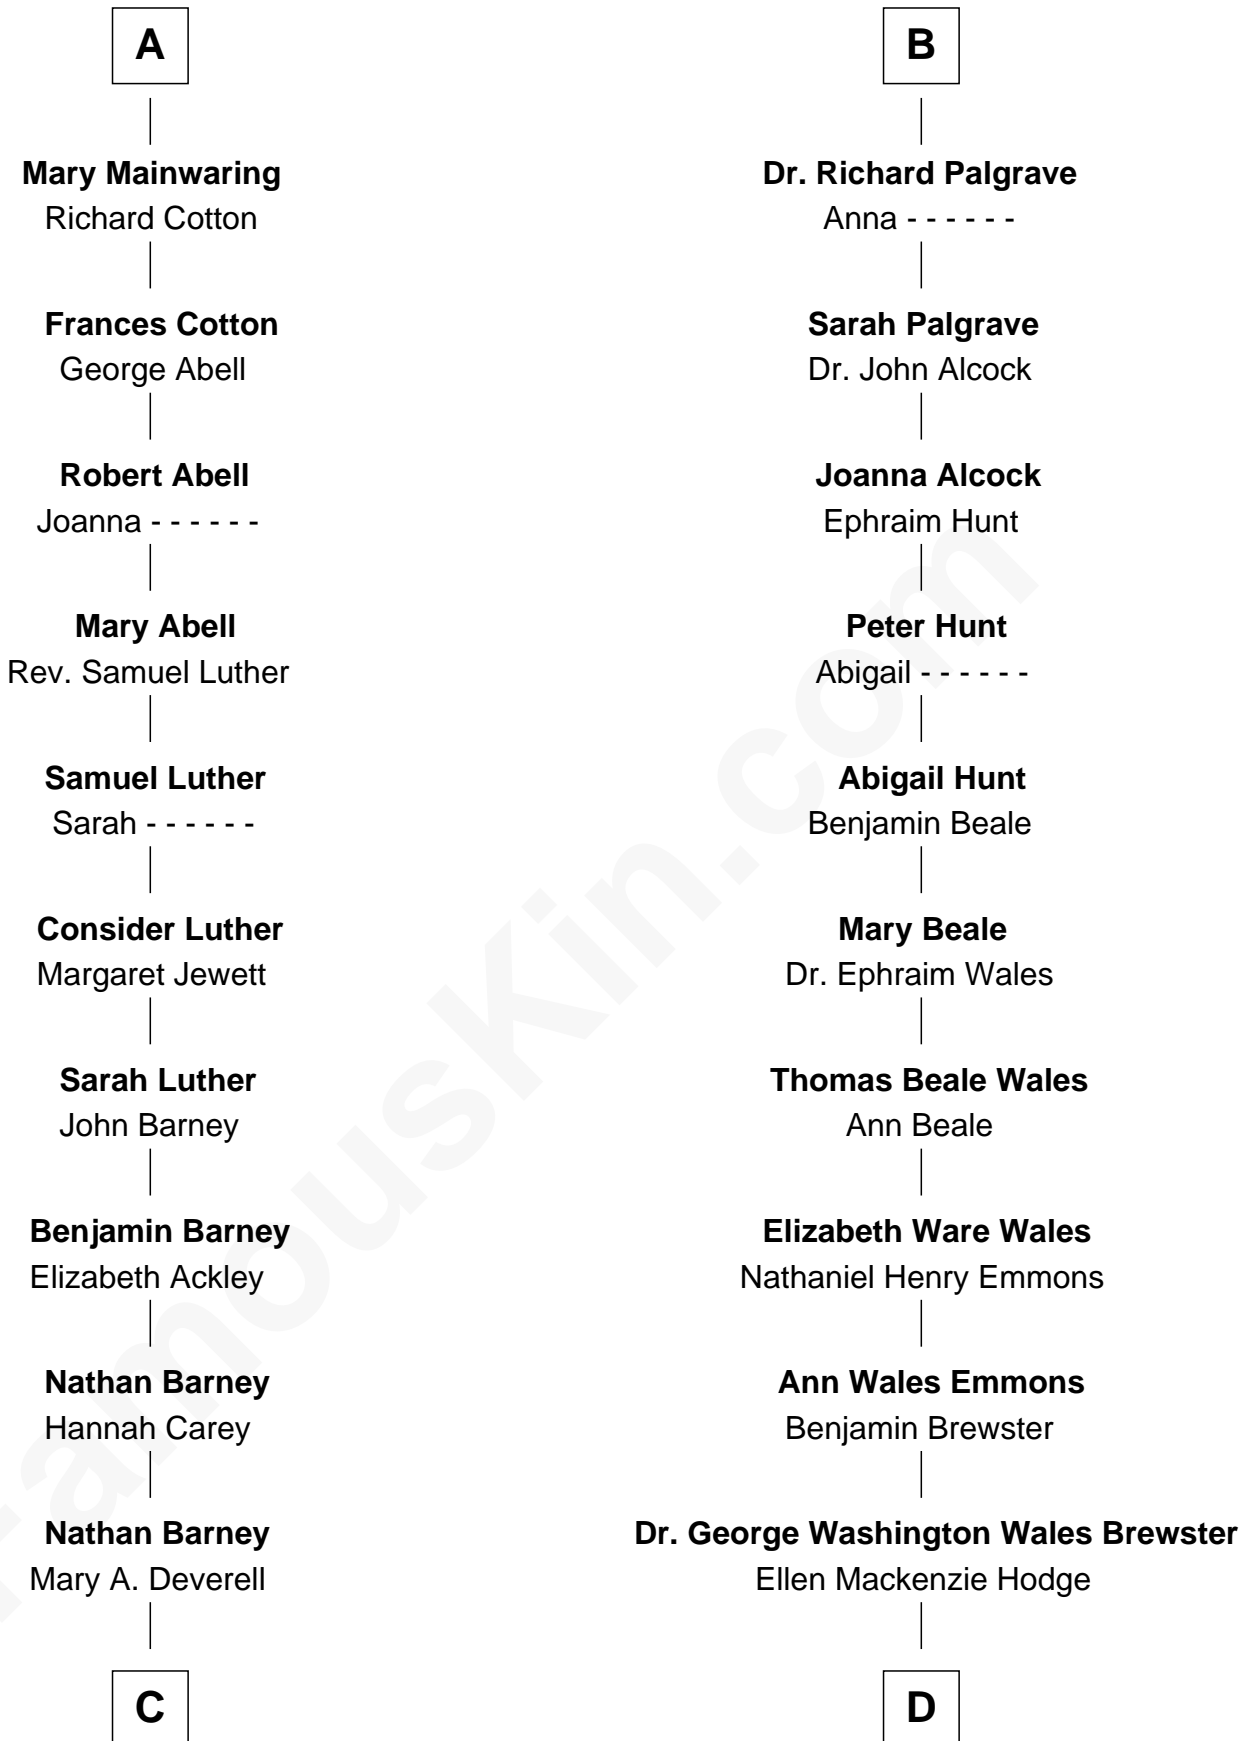 A
Mary Mainwaring
Richard Cotton
Frances Cotton
George Abell
Robert Abell
Joanna - - - - - -
Mary Abell
Rev. Samuel Luther
Samuel Luther
Sarah - - - - - -
Consider Luther
Margaret Jewett
Sarah Luther
John Barney
Benjamin Barney
Elizabeth Ackley
Nathan Barney
Hannah Carey
Nathan Barney
Mary A. Deverell
C
B
Dr. Richard Palgrave
Anna - - - - - -
Sarah Palgrave
Dr. John Alcock
Joanna Alcock
Ephraim Hunt
Peter Hunt
Abigail - - - - - -
Abigail Hunt
Benjamin Beale
Mary Beale
Dr. Ephraim Wales
Thomas Beale Wales
Ann Beale
Elizabeth Ware Wales
Nathaniel Henry Emmons
Ann Wales Emmons
Benjamin Brewster
Dr. George Washington Wales Brewster
Ellen Mackenzie Hodge
D
FamousKin.com